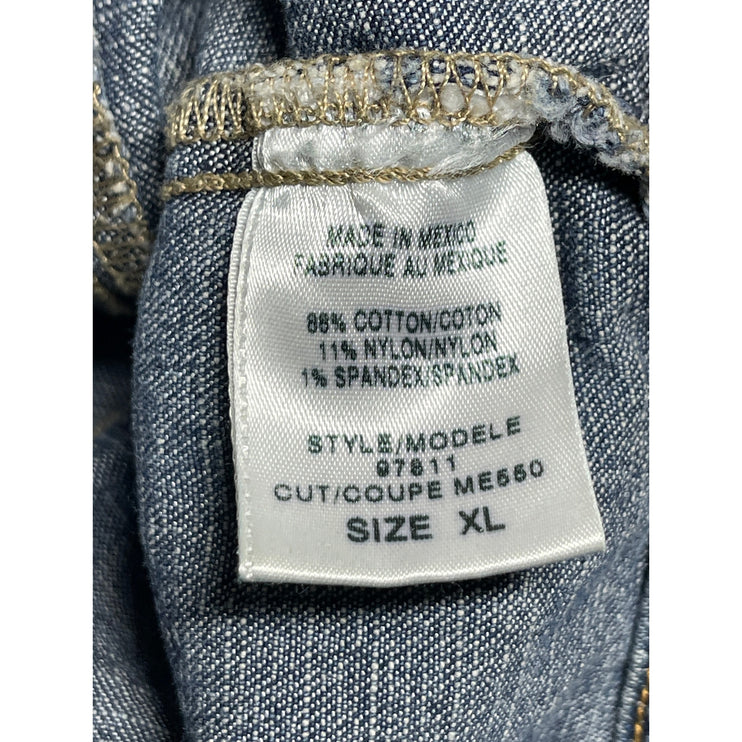 MADE IN MEXICO
FABRIQUE AU MEXIQUE
88% COTTON/COTON
11% NYLON/NYLON
1% SPANDEX/SPANDEX
STYLE/MODELE
97811
CUT/COUPE ME550
SIZE XL